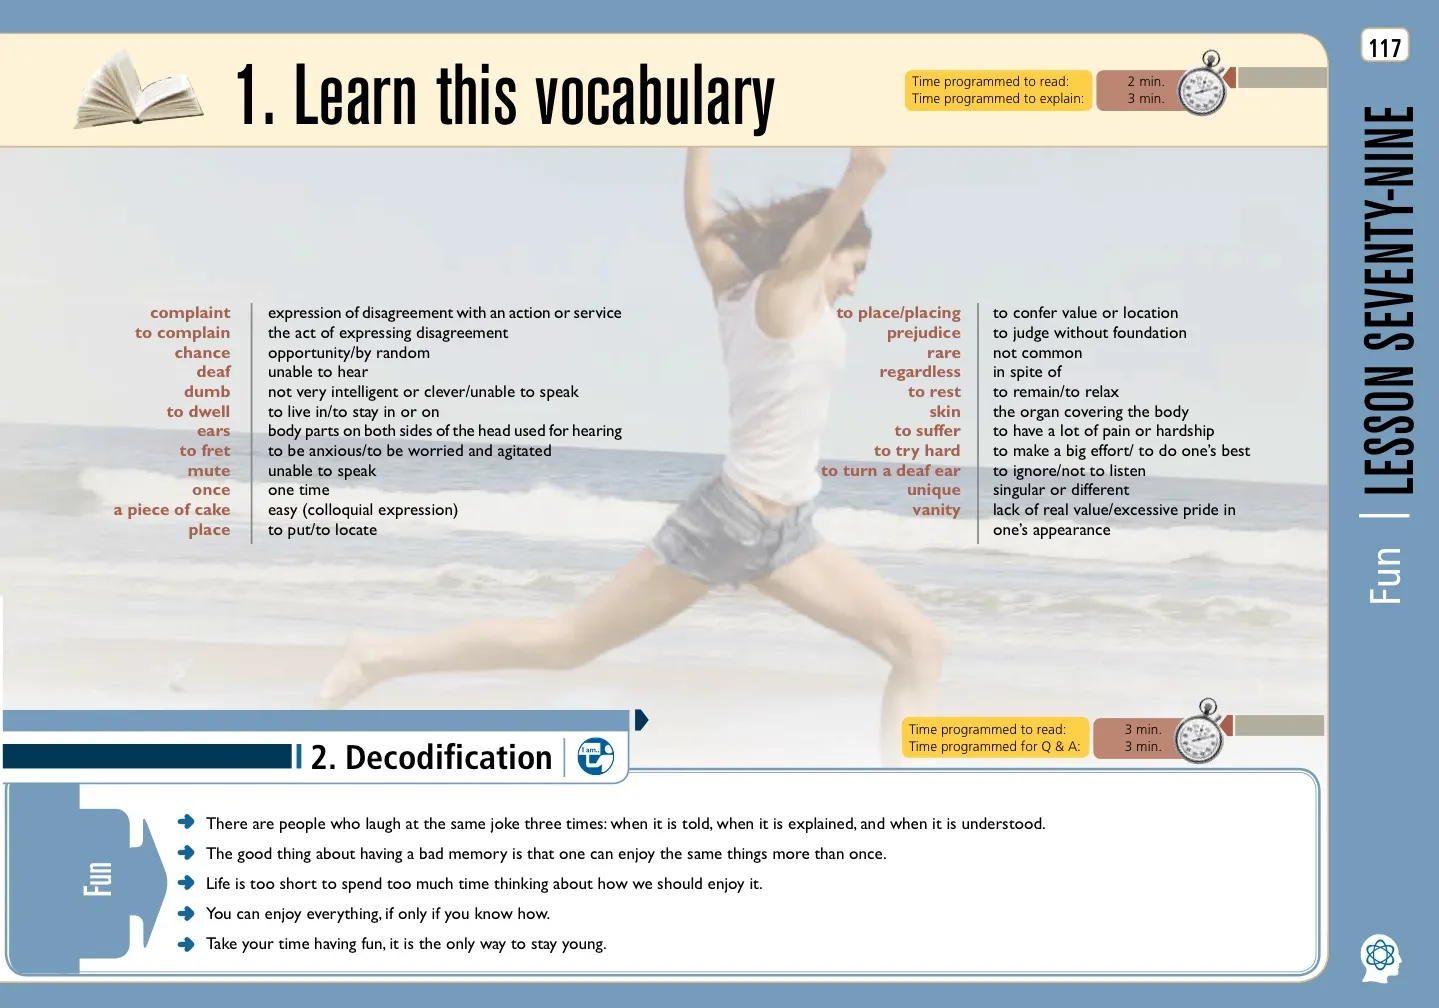 1. Learn this vocabulary
Time programmed to read: 2 min.
Time programmed to explain: 3 min.
117
LESSON SEVENTY-NINE
Fun
complaint expression of disagreement with an action or service
to complain the act of expressing disagreement
chance opportunity/by random
deaf unable to hear
dumb not very intelligent or clever/unable to speak
to dwell to live in/to stay in or on
ears body parts on both sides of the head used for hearing
to fret to be anxious/to be worried and agitated
mute unable to speak
once one time
a piece of cake easy (colloquial expression)
place to put/to locate
to place/placing to confer value or location
prejudice to judge without foundation
rare not common
regardless in spite of
to rest to remain/to relax
skin the organ covering the body
to suffer to have a lot of pain or hardship
to try hard to make a big effort/ to do one's best
to turn a deaf ear to ignore/not to listen
unique singular or different
vanity lack of real value/excessive pride in
one's appearance
2. Decodification
I am..
Time programmed to read: 3 min.
Time programmed for Q & A: 3 min.
Fun
There are people who laugh at the same joke three times: when it is told, when it is explained, and when it is understood.
The good thing about having a bad memory is that one can enjoy the same things more than once.
Life is too short to spend too much time thinking about how we should enjoy it.
You can enjoy everything, if only if you know how.
Take your time having fun, it is the only way to stay young.